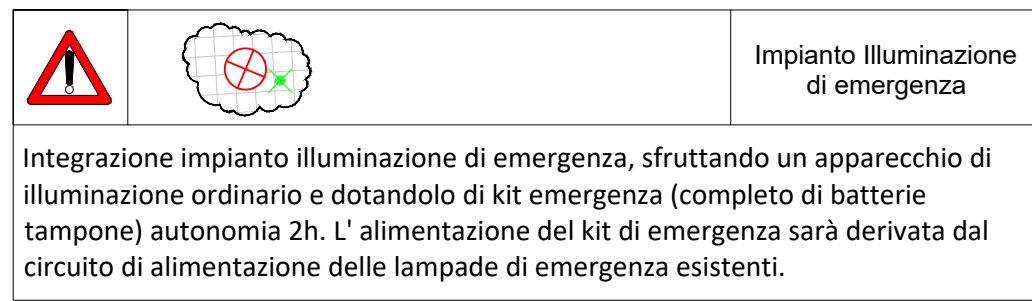 Impianto Illuminazione
di emergenza
Integrazione impianto illuminazione di emergenza, sfruttando un apparecchio di
illuminazione ordinario e dotandolo di kit emergenza (completo di batterie
tampone) autonomia 2h. L' alimentazione del kit di emergenza sarà derivata dal
circuito di alimentazione delle lampade di emergenza esistenti.